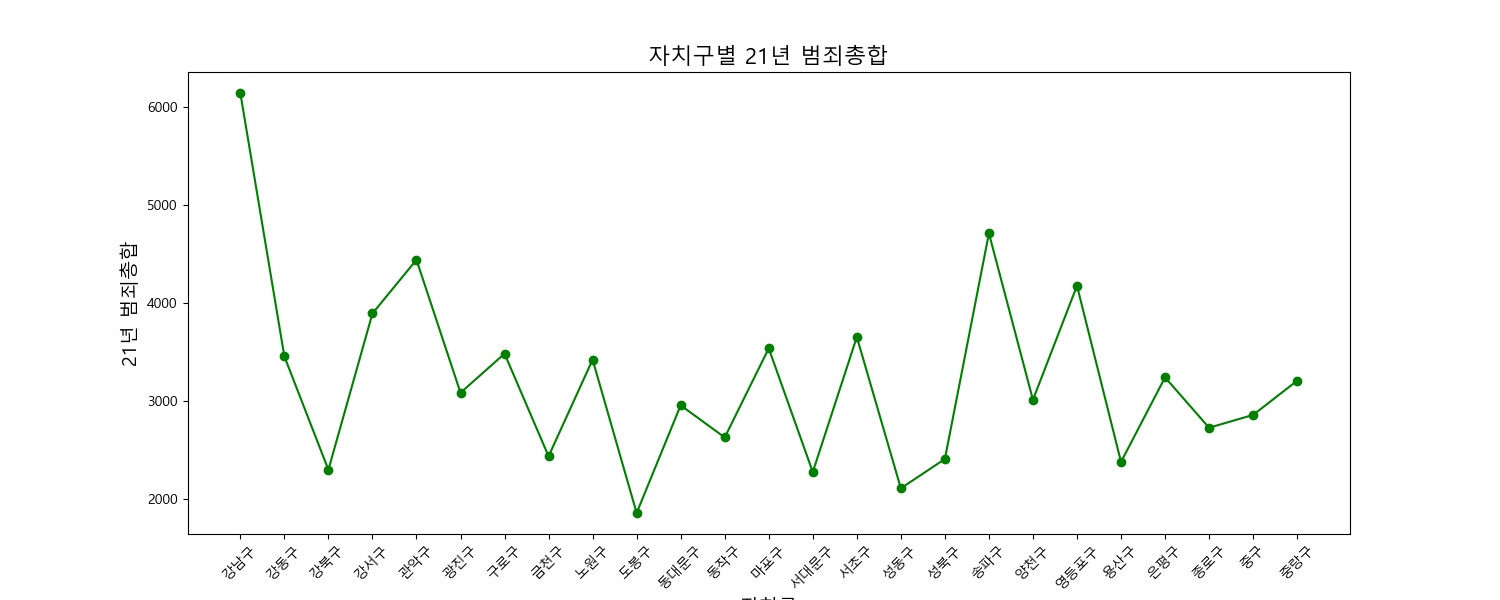 자치구별 21년 범죄총합
21년 범죄총합
6000
5000
4000
3000
2000
강남구
강동구
강북구
강서구
관악구
광진구
구로구
금천구
노원구
도봉구
동대문구
동작구
마포구
서대문구
서초구
성동구
성북구
송파구
양천구
영등포구
용산구
은평구
종로구
중구
중랑구